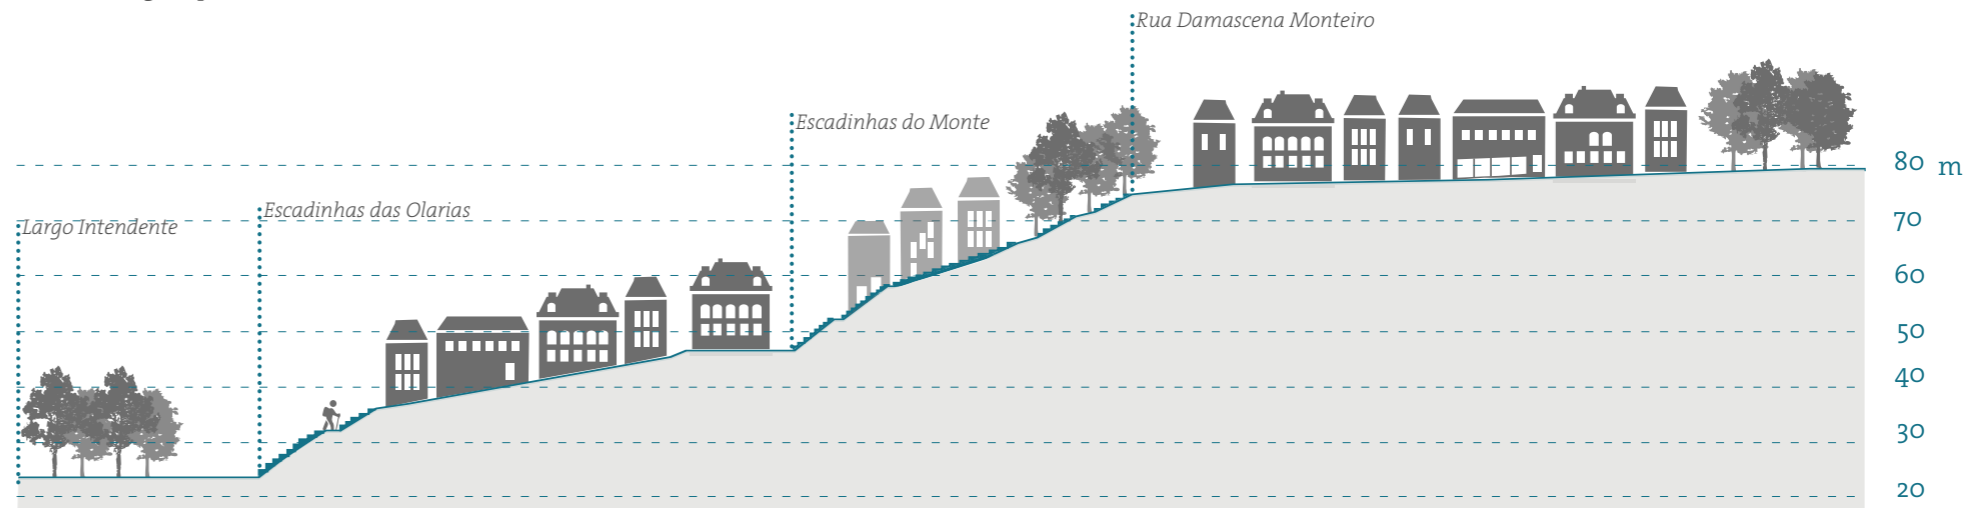 Rua Damascena Monteiro
Escadinhas do Monte
Escadinhas das Olarias
Largo Intendente
80 m
70
60
50
40
30
20